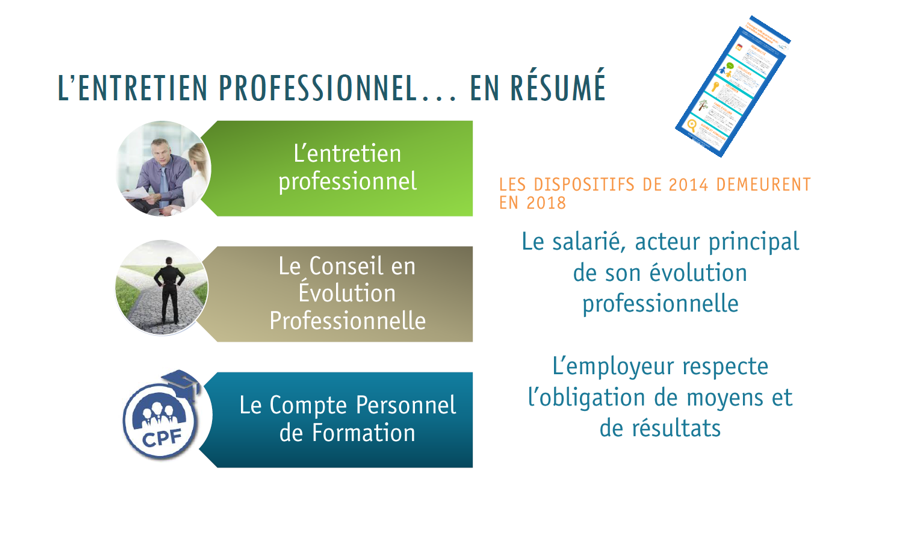 L’ENTRETIEN PROFESSIONNEL… EN RÉSUMÉ
L’entretien
professionnel
Le Conseil en
Évolution
Professionnelle
CPF
Le Compte Personnel
de Formation
LES DISPOSITIFS DE 2014 DEMEURENT
EN 2018
Le salarié, acteur principal
de son évolution
professionnelle
L’employeur respecte
l’obligation de moyens et
de résultats